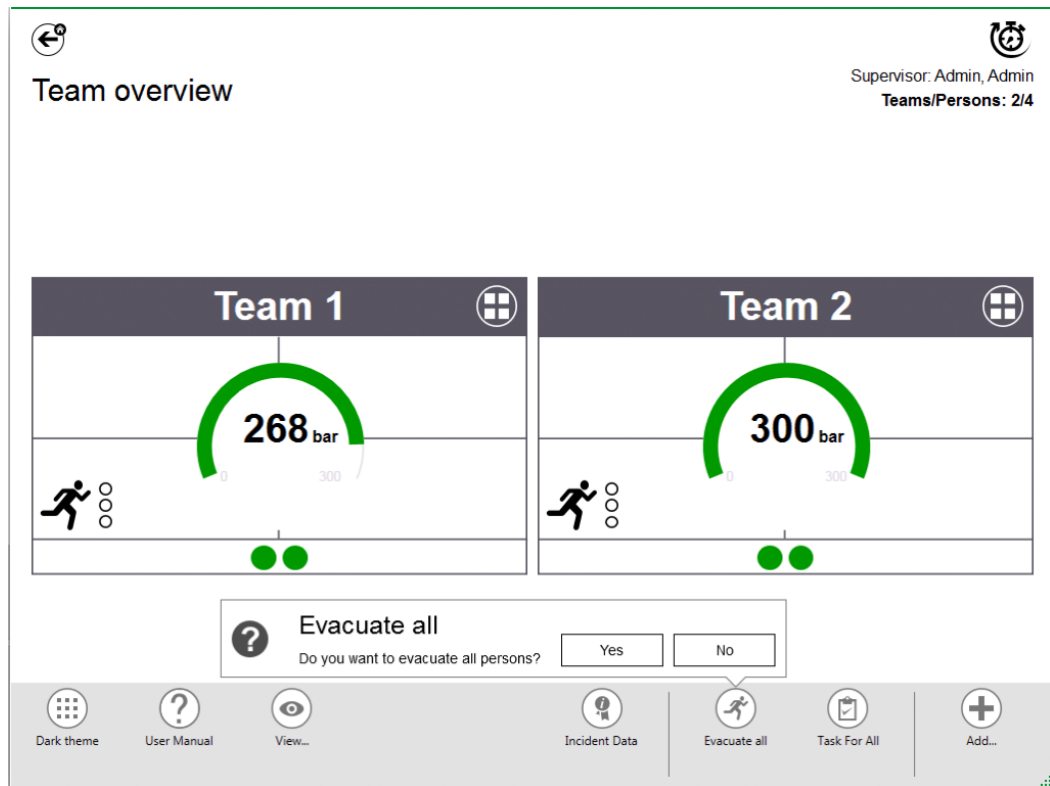 Team overview
Supervisor: Admin, Admin
Teams/Persons: 2/4
Team 1
268 bar
0 300
Team 2
300 bar
0 300
Evacuate all
Do you want to evacuate all persons?
Yes
No
Dark theme
User Manual
View...
Incident Data
Evacuate all
Task For All
Add...